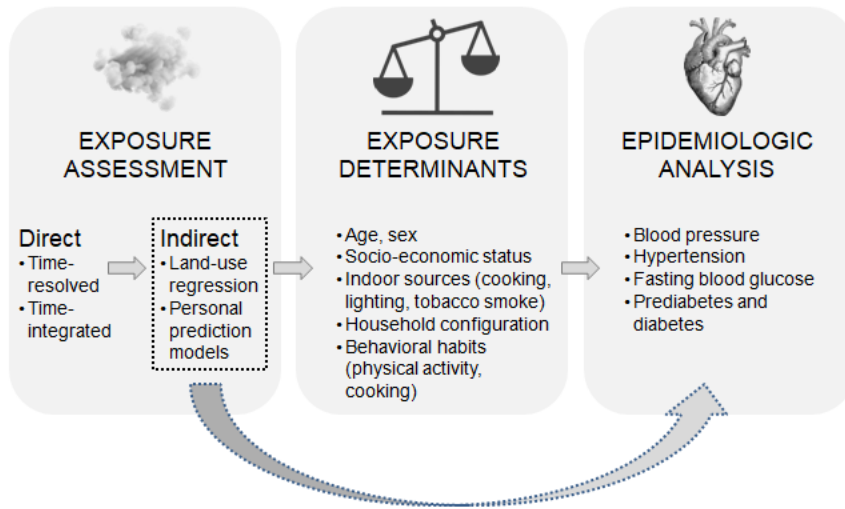 EXPOSURE
ASSESSMENT
Direct
• Time-
resolved
• Time-
integrated
Indirect
• Land-use
regression
• Personal
prediction
models
EXPOSURE
DETERMINANTS
• Age, sex
• Socio-economic status
• Indoor sources (cooking,
lighting, tobacco smoke)
• Household configuration
• Behavioral habits
(physical activity,
cooking)
EPIDEMIOLOGIC
ANALYSIS
• Blood pressure
• Hypertension
• Fasting blood glucose
• Prediabetes and
diabetes